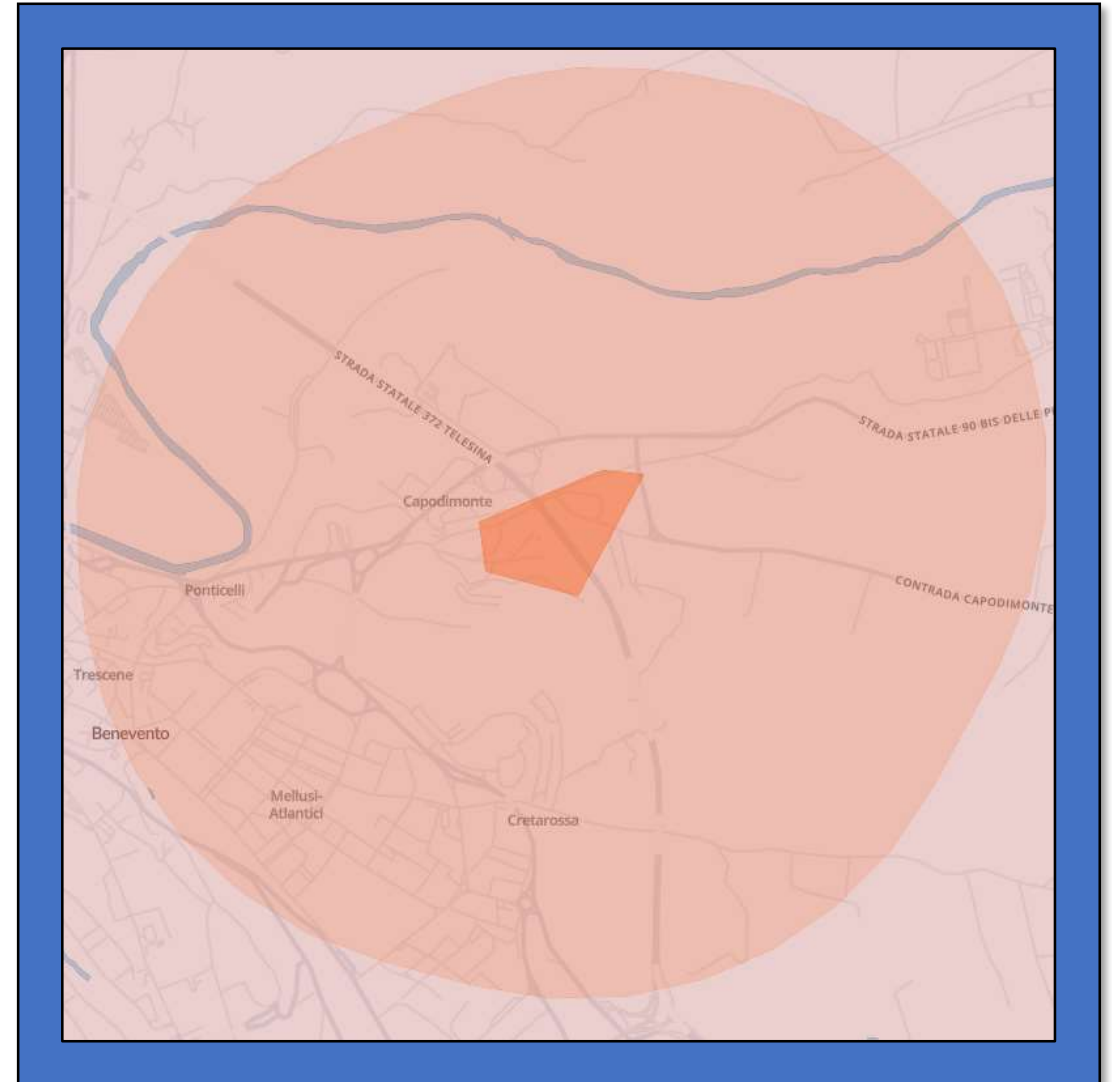 STRADA STATALE 372 TELESINA
STRADA STATALE 90 BIS DELLE P
Capodimonte
CONTRADA CAPODIMONTE
Ponticelli
Trescene
Benevento
Mellusi-
Atlantici
Cretarossa